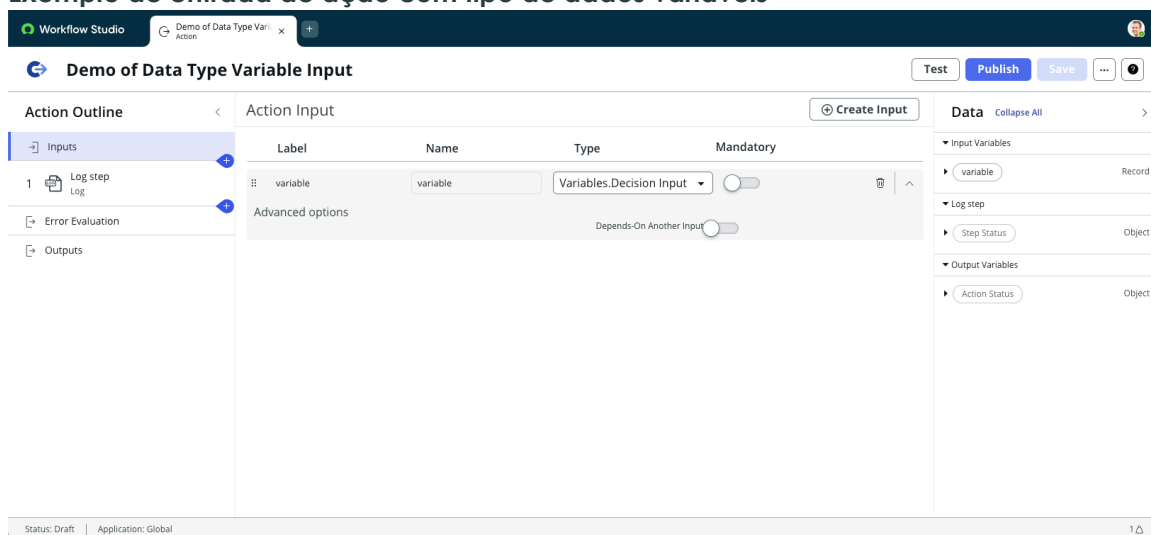 Workflow Studio
Demo of Data Type Vari.
Action
Demo of Data Type Variable Input
Test
Publish
Save
Action Outline
Inputs
1
Log step
Log
Error Evaluation
Outputs
Action Input
Create Input
Label Name Type Mandatory
variable variable Variables.Decision Input
Advanced options
Depends-On Another Input
Data Collapse All
Input Variables
variable Record
Log step
Step Status Object
Output Variables
Action Status Object
Status: Draft Application: Global
1